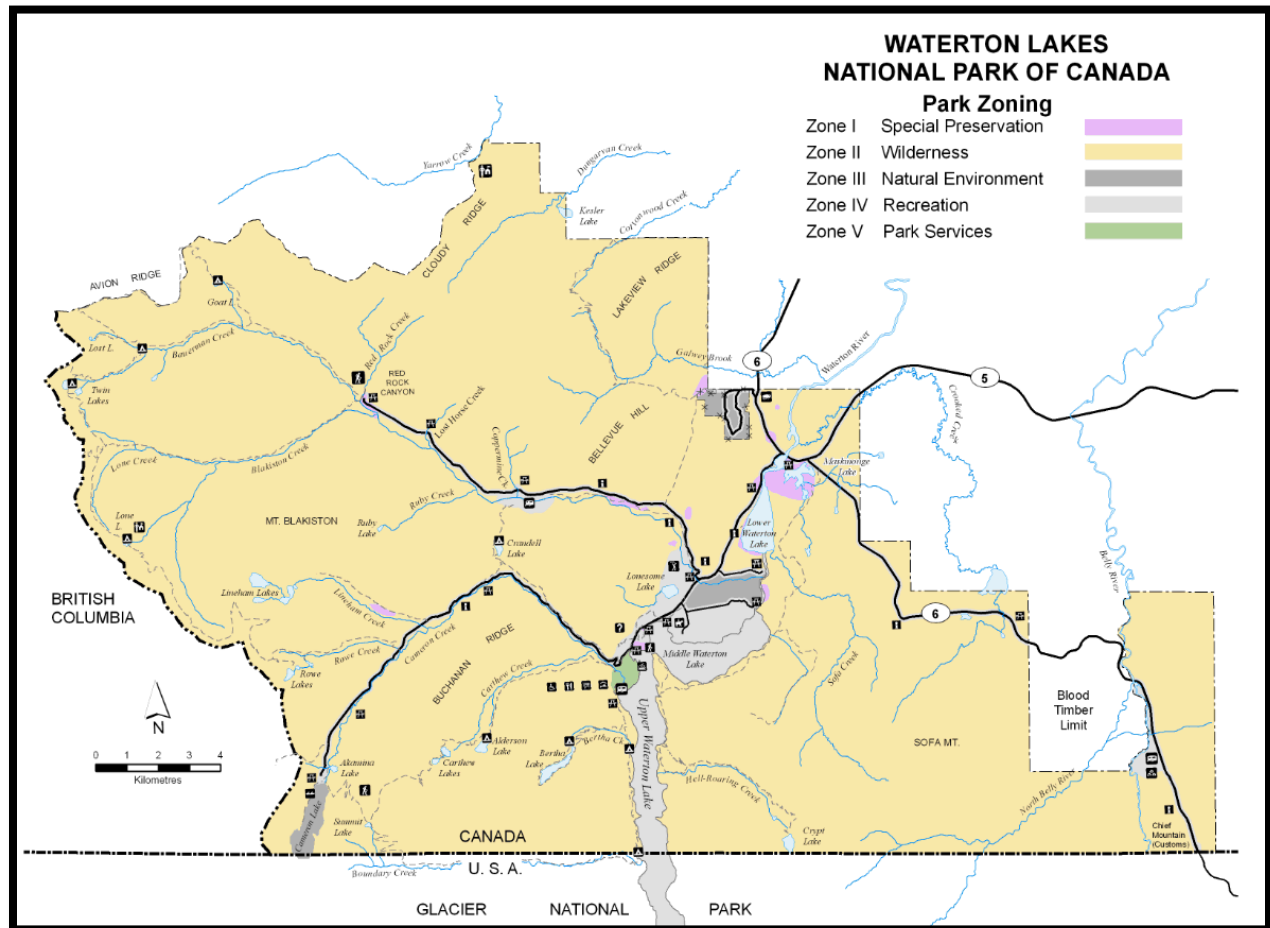 WATERTON LAKES
NATIONAL PARK OF CANADA
Park Zoning
Zone I Special Preservation
Zone II Wilderness
Zone III Natural Environment
Zone IV Recreation
Zone V Park Services
Yarrow Creek
Dungarvan Creek
Kesler
Lake
Cottonwood Creek
CLOUDY RIDGE
LAKEVIEW RIDGE
AVION RIDGE
Goat L.
Lost L.
Bauerman Creek
Red Rock Creek
Twin
Lakes
RED
ROCK
CANYON
Lost Horse Creek
Galwey Brook
6
Waterton River
5
Crooked Creek
BELLEVUE HILL
Coppermine Ck.
Lone Creek
Blakiston Creek
Maskinonge
Lake
Ruby Creek
MT. BLAKISTON
Ruby
Lake
Lone
L.
Crandell
Lake
Lower
Waterton
Lake
Lonesome
Lake
Belly River
BRITISH
COLUMBIA
Lineham Lakes
Lineham Creek
6
Rowe Creek
Cameron Creek
BUCHANAN RIDGE
Middle Waterton
Lake
Rowe
Lakes
Carthew Creek
Sofa Creek
N
Blood
Timber
Limit
Upper Waterton Lake
SOFA MT.
0 1 2 3 4
Kilometres
Akamina
Lake
Alderson
Lake
Carthew
Lakes
Bertha
Lake
Bertha Ck.
Hell-Roaring Creek
North Belly River
Cameron Lake
Summit
Lake
Crypt
Lake
Chief
Mountain
(Customs)
CANADA
U. S. A.
Boundary Creek
GLACIER NATIONAL PARK